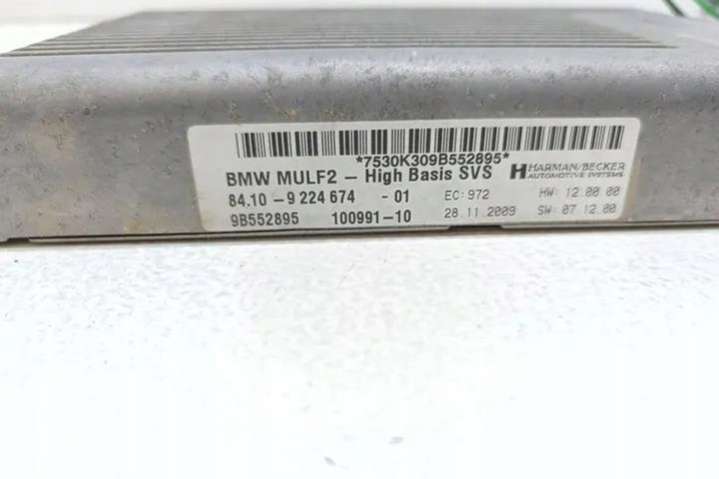 *7530K309B552895*
BMW MULF2 – High Basis SVS HARMAN/BECKER
AUTOMOTIVE SYSTEMS
84.10 – 9 224 674 - 01 EC: 972 HW: 12.00.00
9B552895 100991-10 28.11.2009 SW: 07.12.00